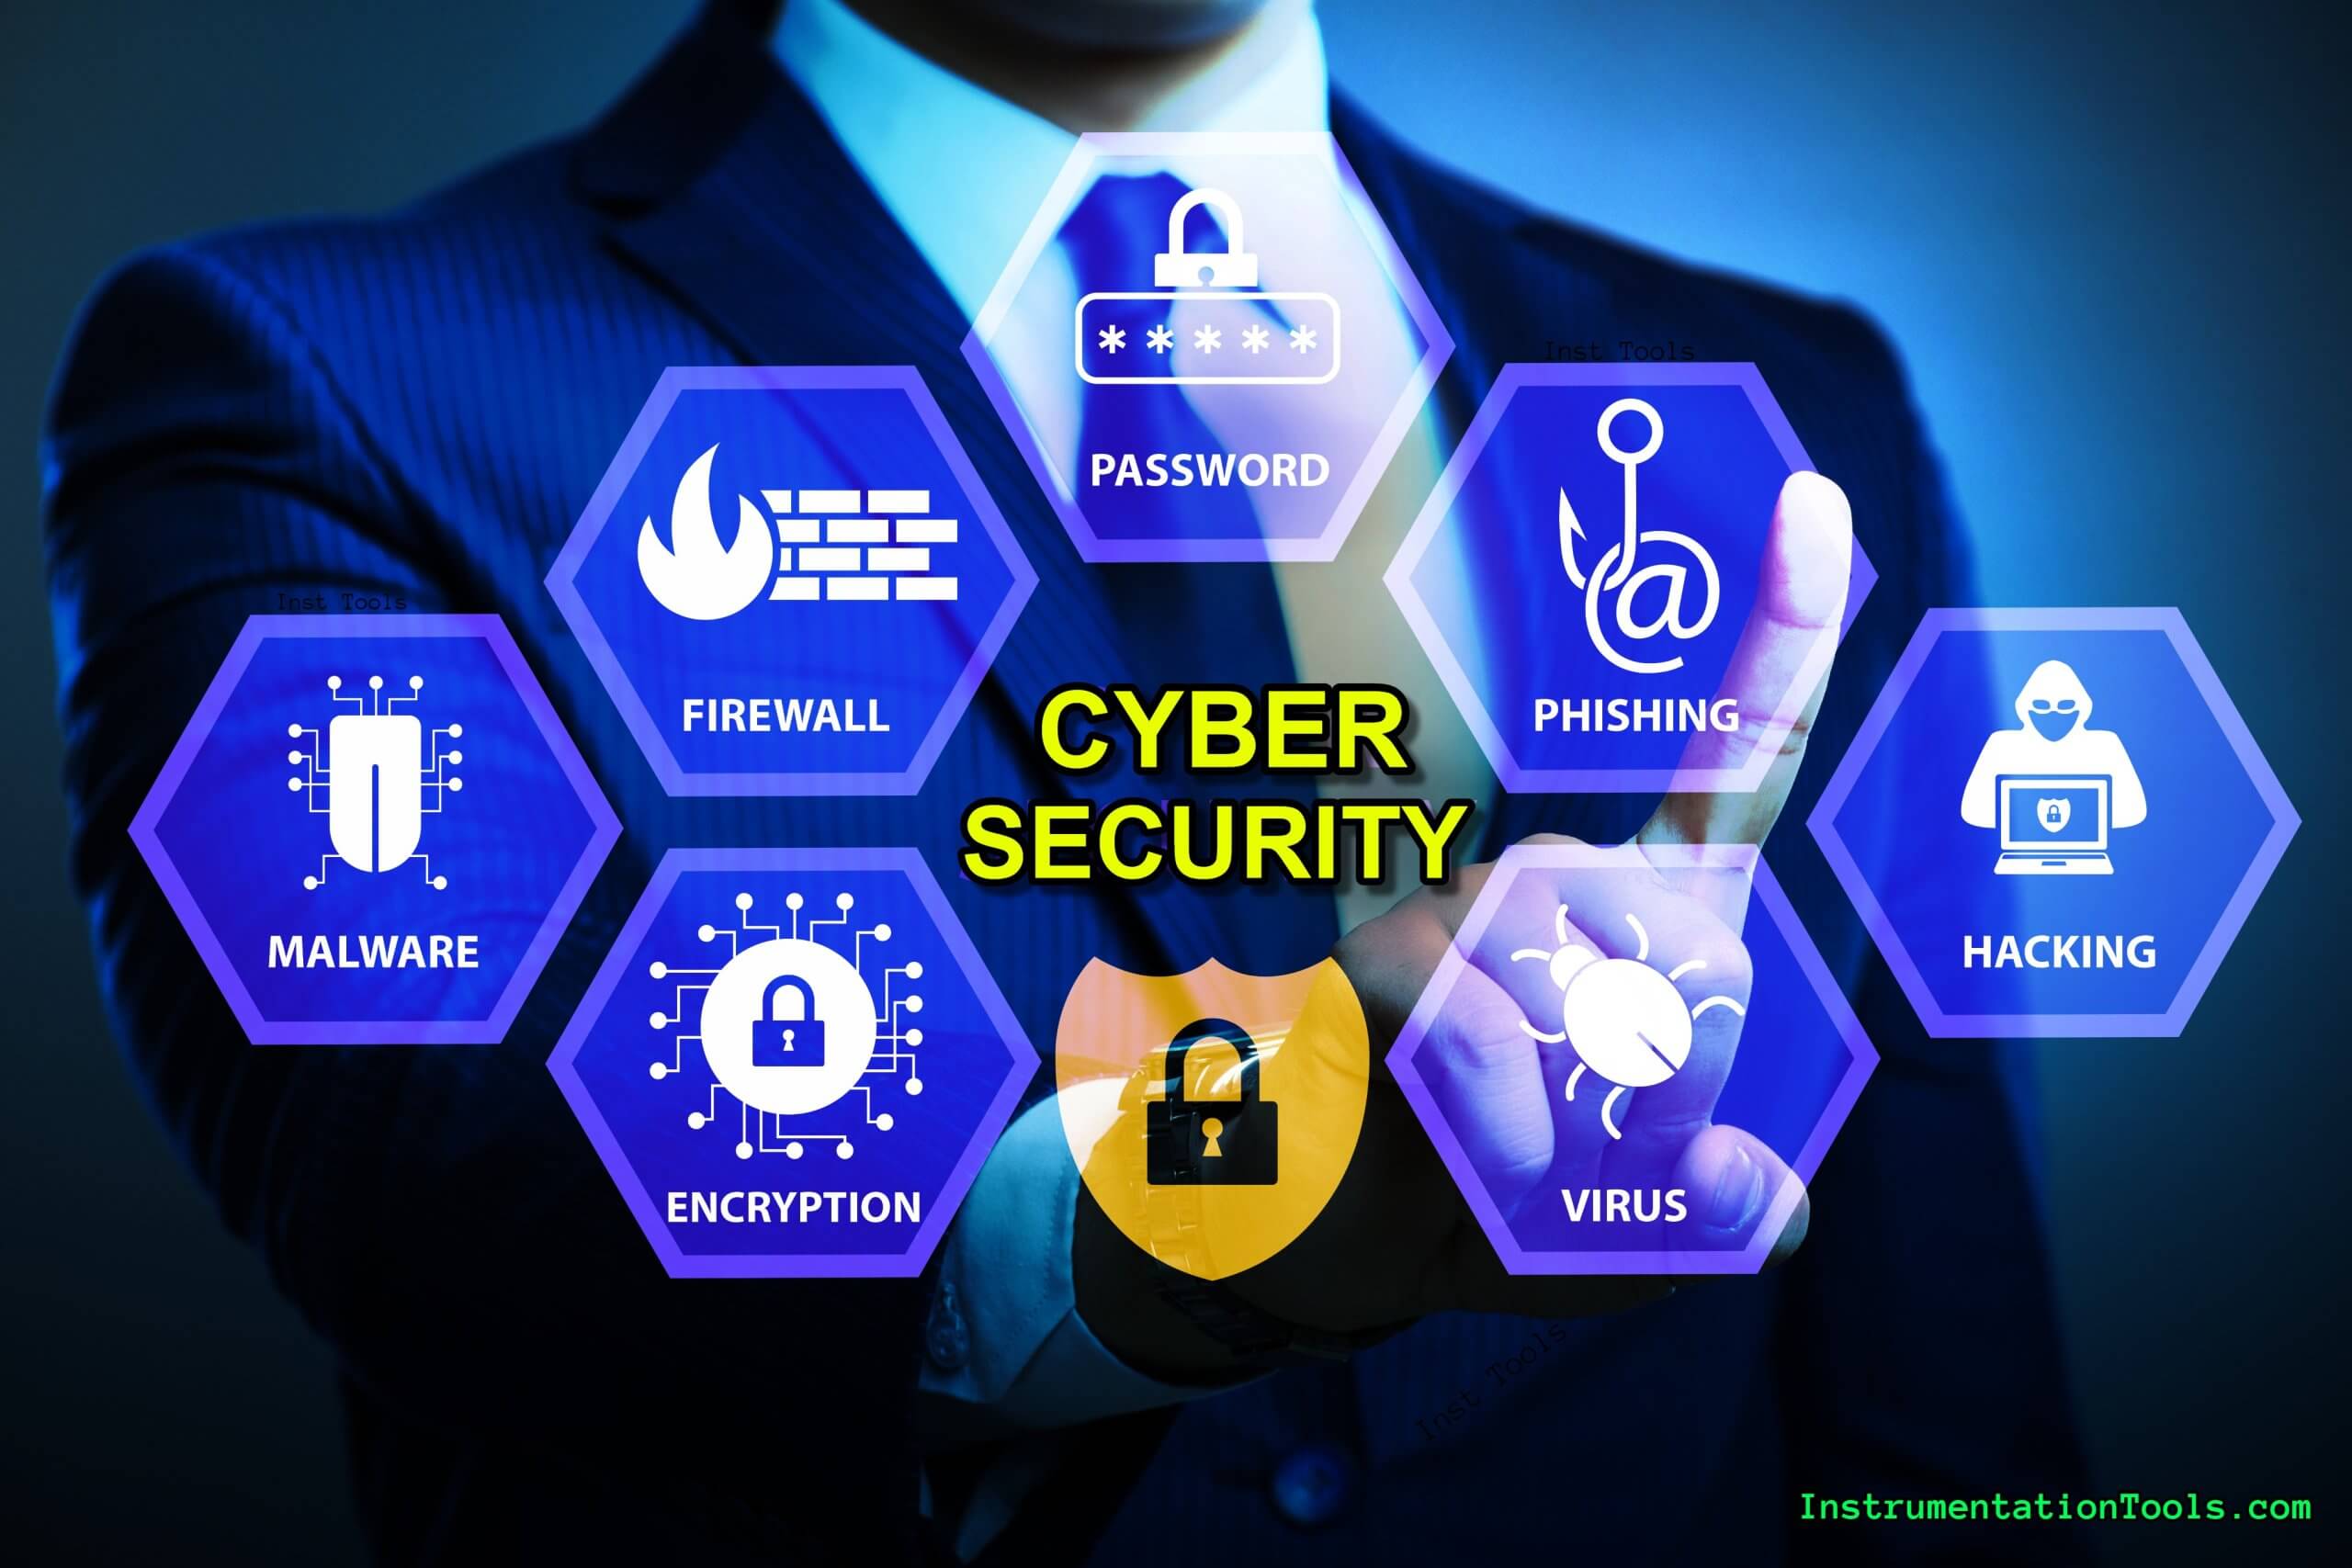 PASSWORD
*****
Inst Tools
FIREWALL
PHISHING
Inst Tools
CYBER
SECURITY
@
MALWARE
HACKING
ENCRYPTION
VIRUS
Inst Tools
InstrumentationTools.com